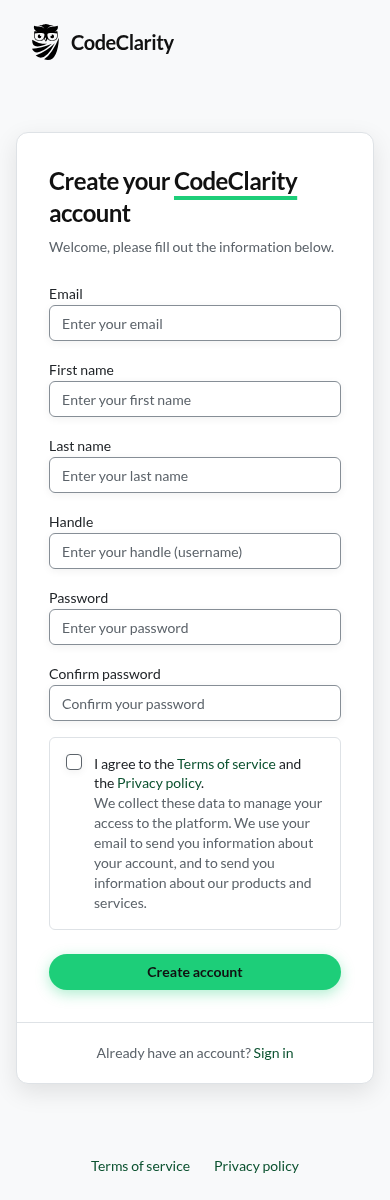 CodeClarity
Create your CodeClarity
account
Welcome, please fill out the information below.
Email
Enter your email
First name
Enter your first name
Last name
Enter your last name
Handle
Enter your handle (username)
Password
Enter your password
Confirm password
Confirm your password
I agree to the Terms of service and
the Privacy policy.
We collect these data to manage your
access to the platform. We use your
email to send you information about
your account, and to send you
information about our products and
services.
Create account
Already have an account? Sign in
Terms of service Privacy policy